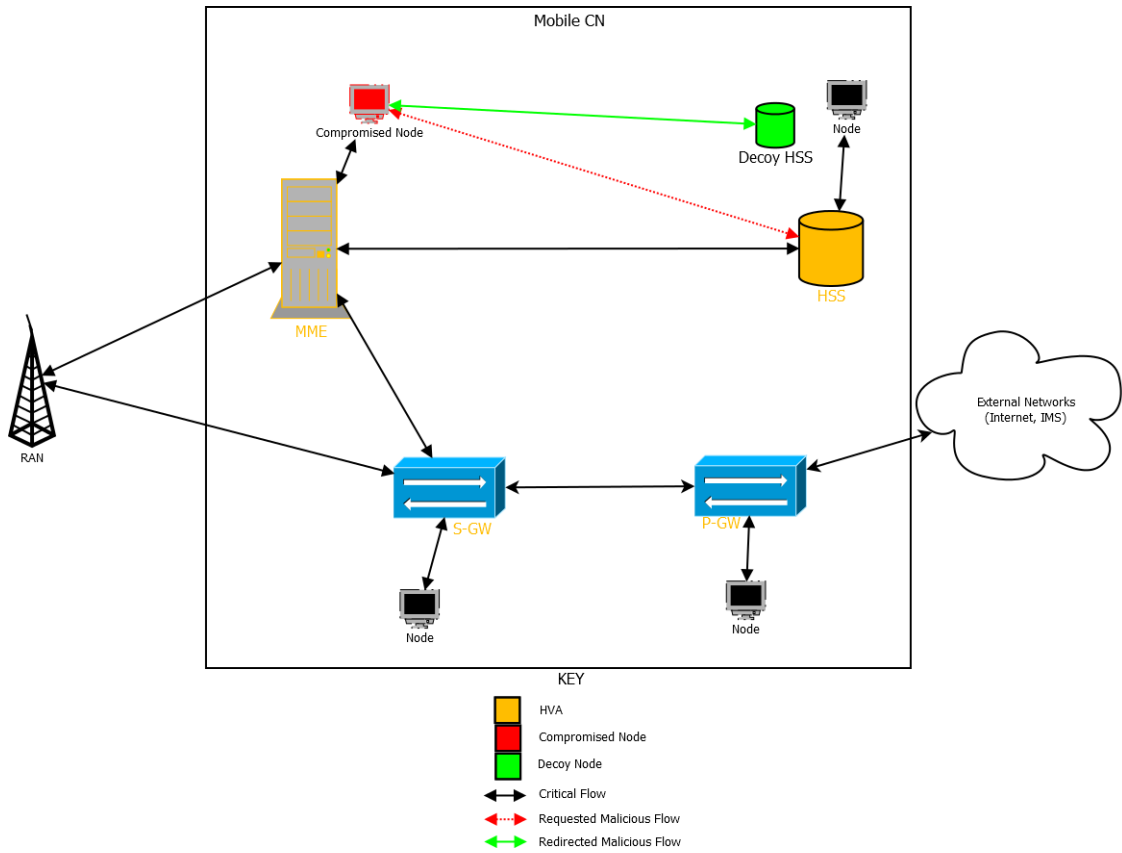 Mobile CN
Compromised Node
Node
Decoy HSS
HSS
MME
RAN
External Networks
(Internet, IMS)
S-GW
P-GW
Node
Node
KEY
HVA
Compromised Node
Decoy Node
Critical Flow
Requested Malicious Flow
Redirected Malicious Flow